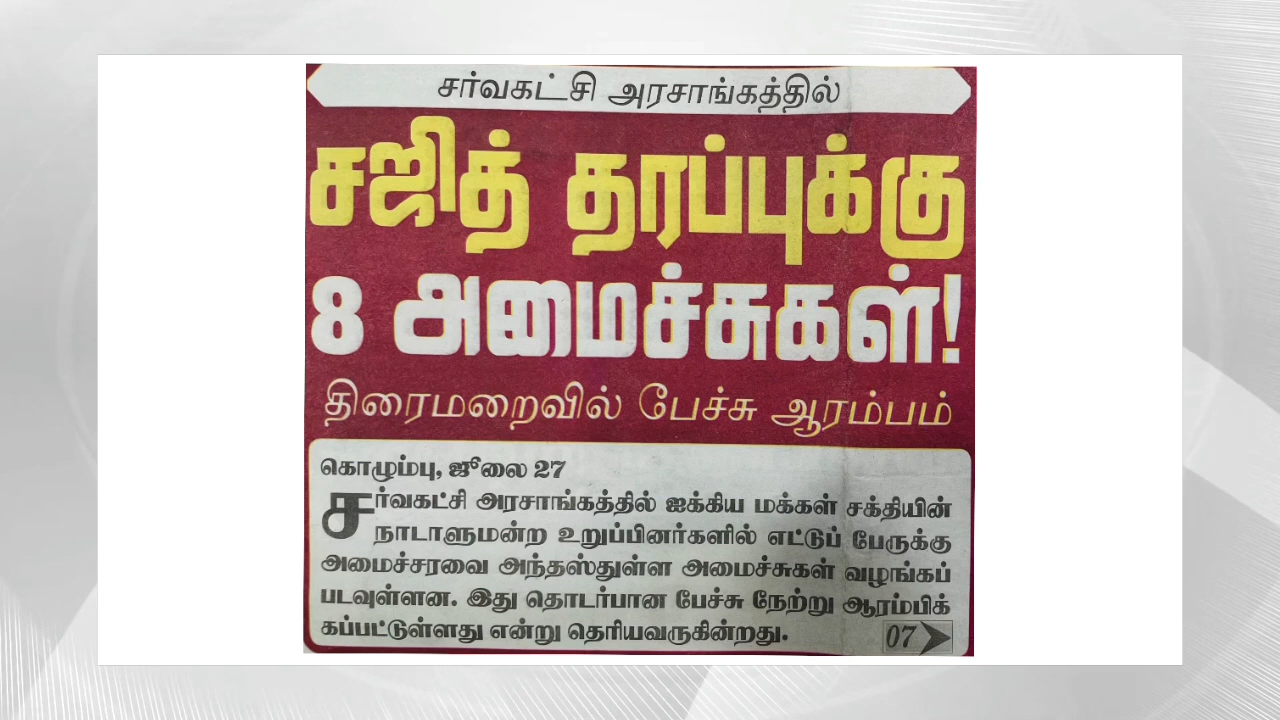 சர்வகட்சி அரசாங்கத்தில்
சஜித் தரப்புக்கு
8 அமைச்சுகள்!
திரைமறைவில் பேச்சு ஆரம்பம்
கொழும்பு, ஜூலை 27
சர்வகட்சி அரசாங்கத்தில் ஐக்கிய மக்கள் சக்தியின்
நாடாளுமன்ற உறுப்பினர்களில் எட்டுப் பேருக்கு
அமைச்சரவை அந்தஸ்துள்ள அமைச்சுகள் வழங்கப்
படவுள்ளன. இது தொடர்பான பேச்சு நேற்று ஆரம்பிக்
கப்பட்டுள்ளது என்று தெரியவருகின்றது.
07